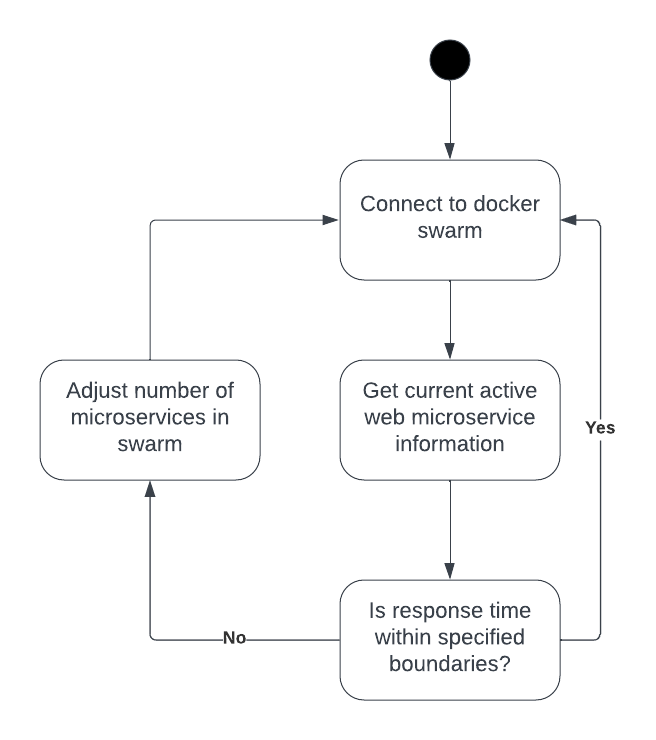 Connect to docker
swarm
Adjust number of
microservices in
swarm
Get current active
web microservice
information
Yes
Is response time
within specified
boundaries?
No